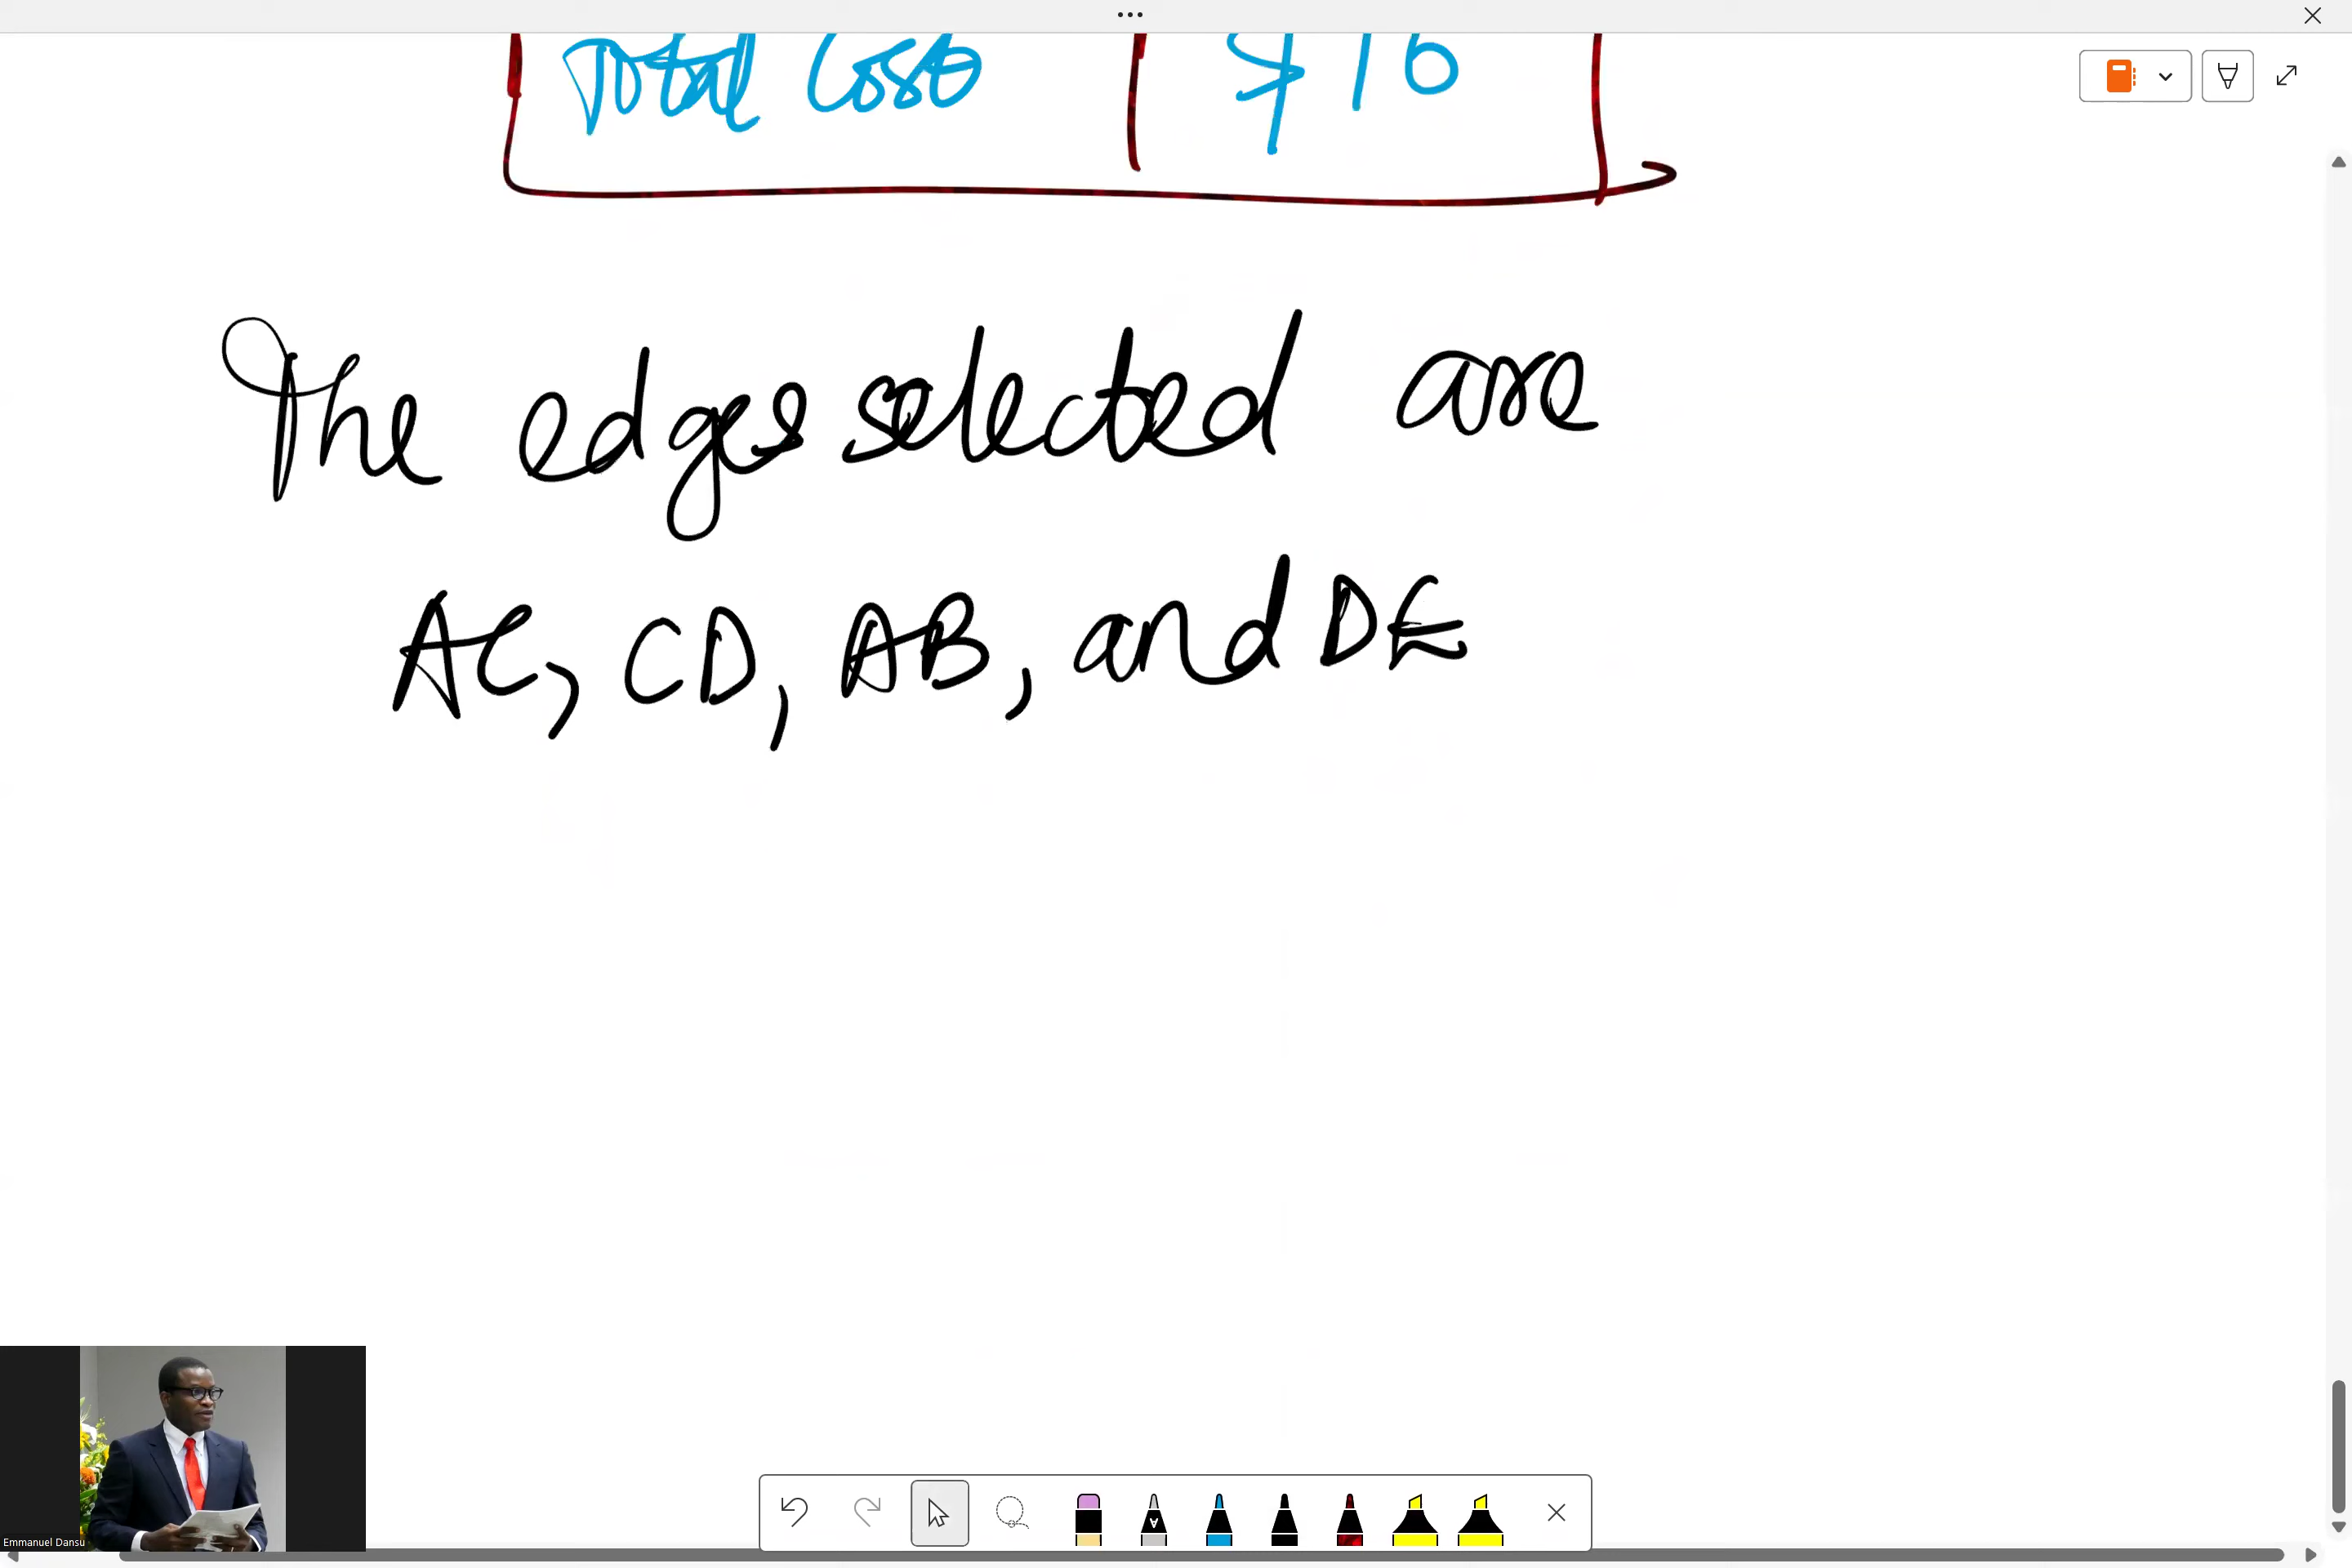 Total Cost $16
The edges selected are
AC, CD, AB, and DE
Emmanuel Dansu